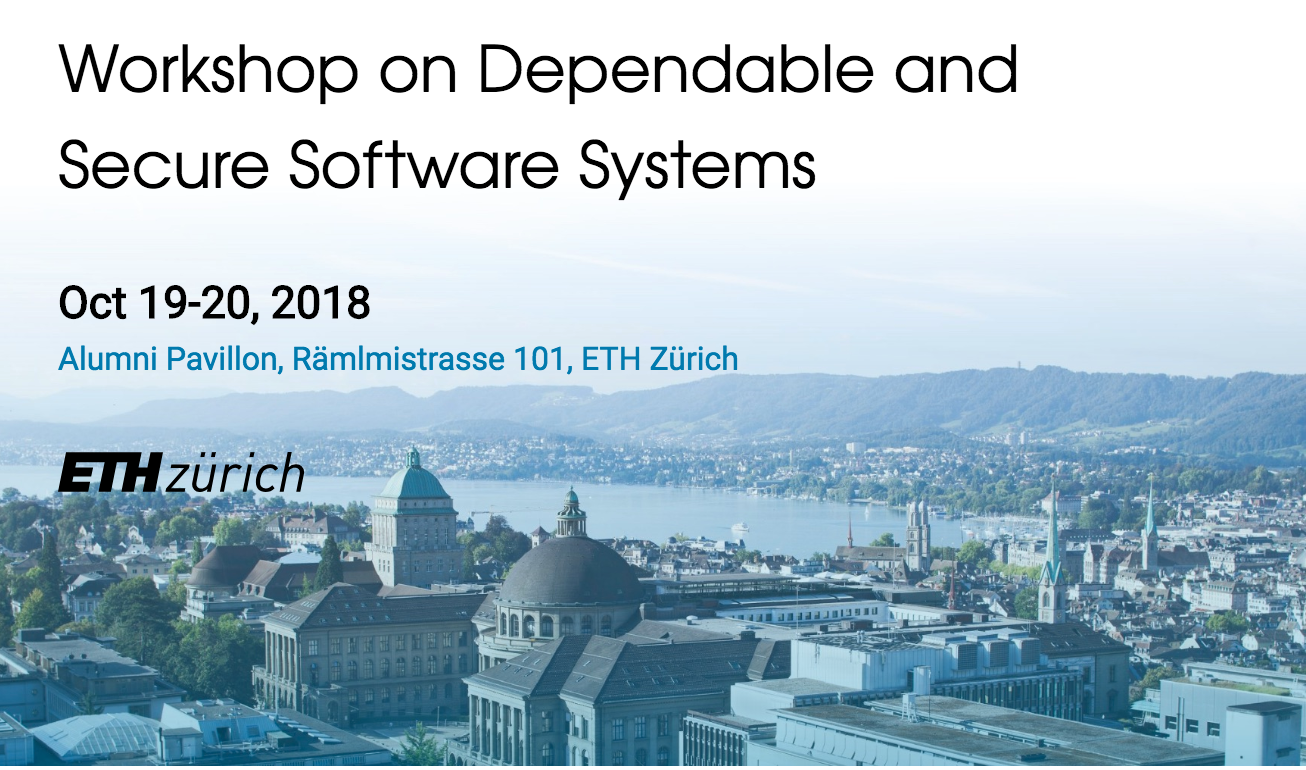 Workshop on Dependable and
Secure Software Systems
Oct 19-20, 2018
Alumni Pavillon, Rämlmistrasse 101, ETH Zürich
ETH zürich